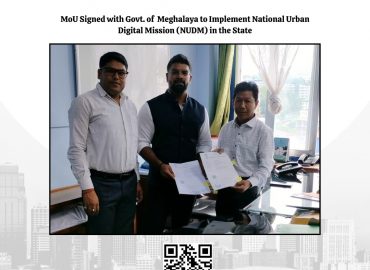 MoU Signed with Govt. of Meghalaya to Implement National Urban
Digital Mission (NUDM) in the State